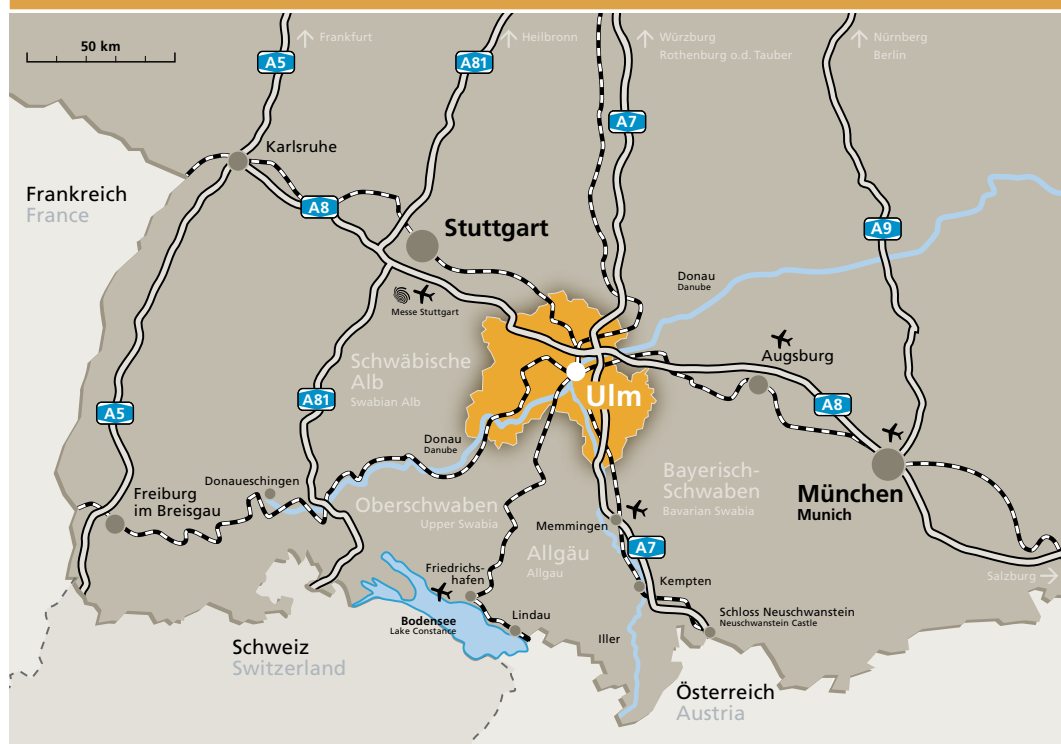 50 km
A5
Frankfurt
A81
Heilbronn
Würzburg
Rothenburg o.d. Tauber
Nürnberg
Berlin
A7
Karlsruhe
Frankreich
France
A8
Stuttgart
A9
Donau
Danube
Messe Stuttgart
Schwäbische
Alb
Swabian Alb
Augsburg
Ulm
A5
A81
A8
Donau
Danube
Bayerisch-
Schwaben
Bavarian Swabia
München
Munich
Donaueschingen
Freiburg
im Breisgau
Oberschwaben
Upper Swabia
Memmingen
A7
Allgäu
Allgau
Friedrichs-
hafen
Kempten
Salzburg
Bodensee
Lake Constance
Lindau
Schloss Neuschwanstein
Neuschwanstein Castle
Iller
Schweiz
Switzerland
Österreich
Austria